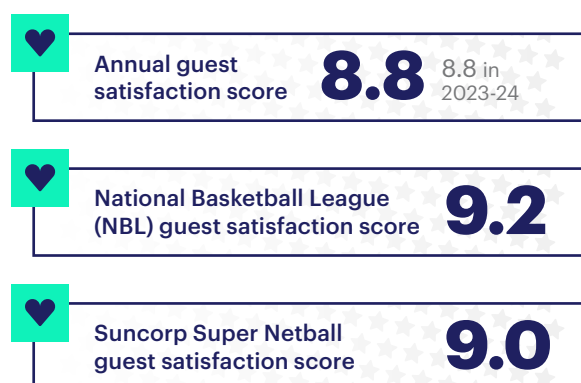 Annual guest
satisfaction score
8.8
8.8 in
2023-24
National Basketball League
(NBL) guest satisfaction score
9.2
Suncorp Super Netball
guest satisfaction score
9.0